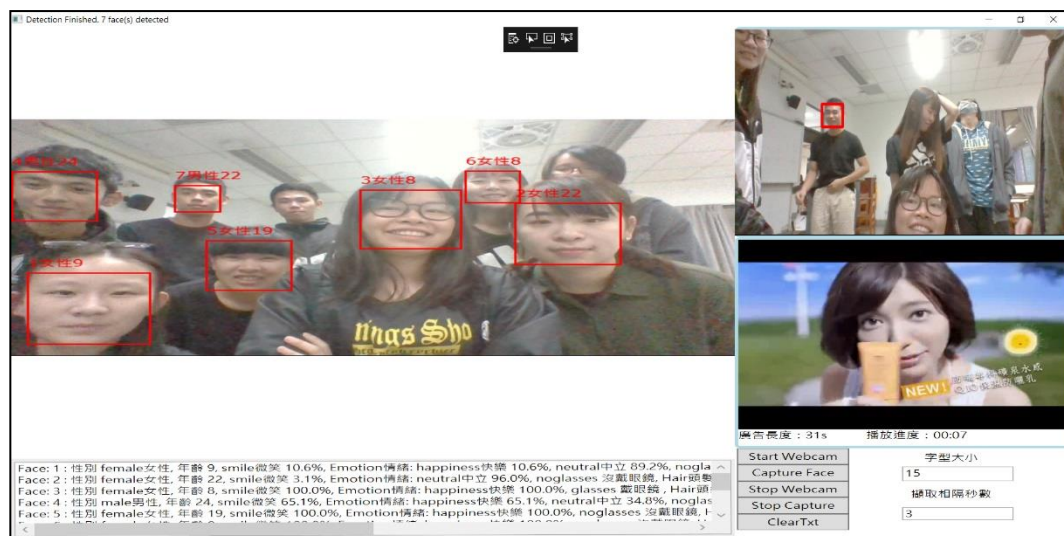 Detection Finished, 7 face(s) detected
7男性22
6女性8
3女性8
2女性22
5女性19
1女性9
NEW!
廣告長度：31s 播放進度：00:07
Face: 1 : 性別 female女性, 年齡 9, smile微笑 10.6%, Emotion情緒: happiness快樂 10.6%, neutral中立 89.2%, nogla
Face: 2 : 性別 female女性, 年齡 22, smile微笑 3.1%, Emotion情緒: neutral中立 96.0%, noglasses 沒戴眼鏡, Hair頭
Face: 3 : 性別 female女性, 年齡 8, smile微笑 100.0%, Emotion情緒: happiness快樂 100.0%, glasses 戴眼鏡 , Hair頭
Face: 4 : 性別 male男性, 年齡 24, smile微笑 65.1%, Emotion情緒: happiness快樂 65.1%, neutral中立 34.8%, noglas
Face: 5 : 性別 female女性, 年齡 19, smile微笑 100.0%, Emotion情緒: happiness快樂 100.0%, noglasses 沒戴眼鏡, H
Start Webcam
Capture Face
Stop Webcam
Stop Capture
ClearTxt
字型大小
15
擷取相隔秒數
3